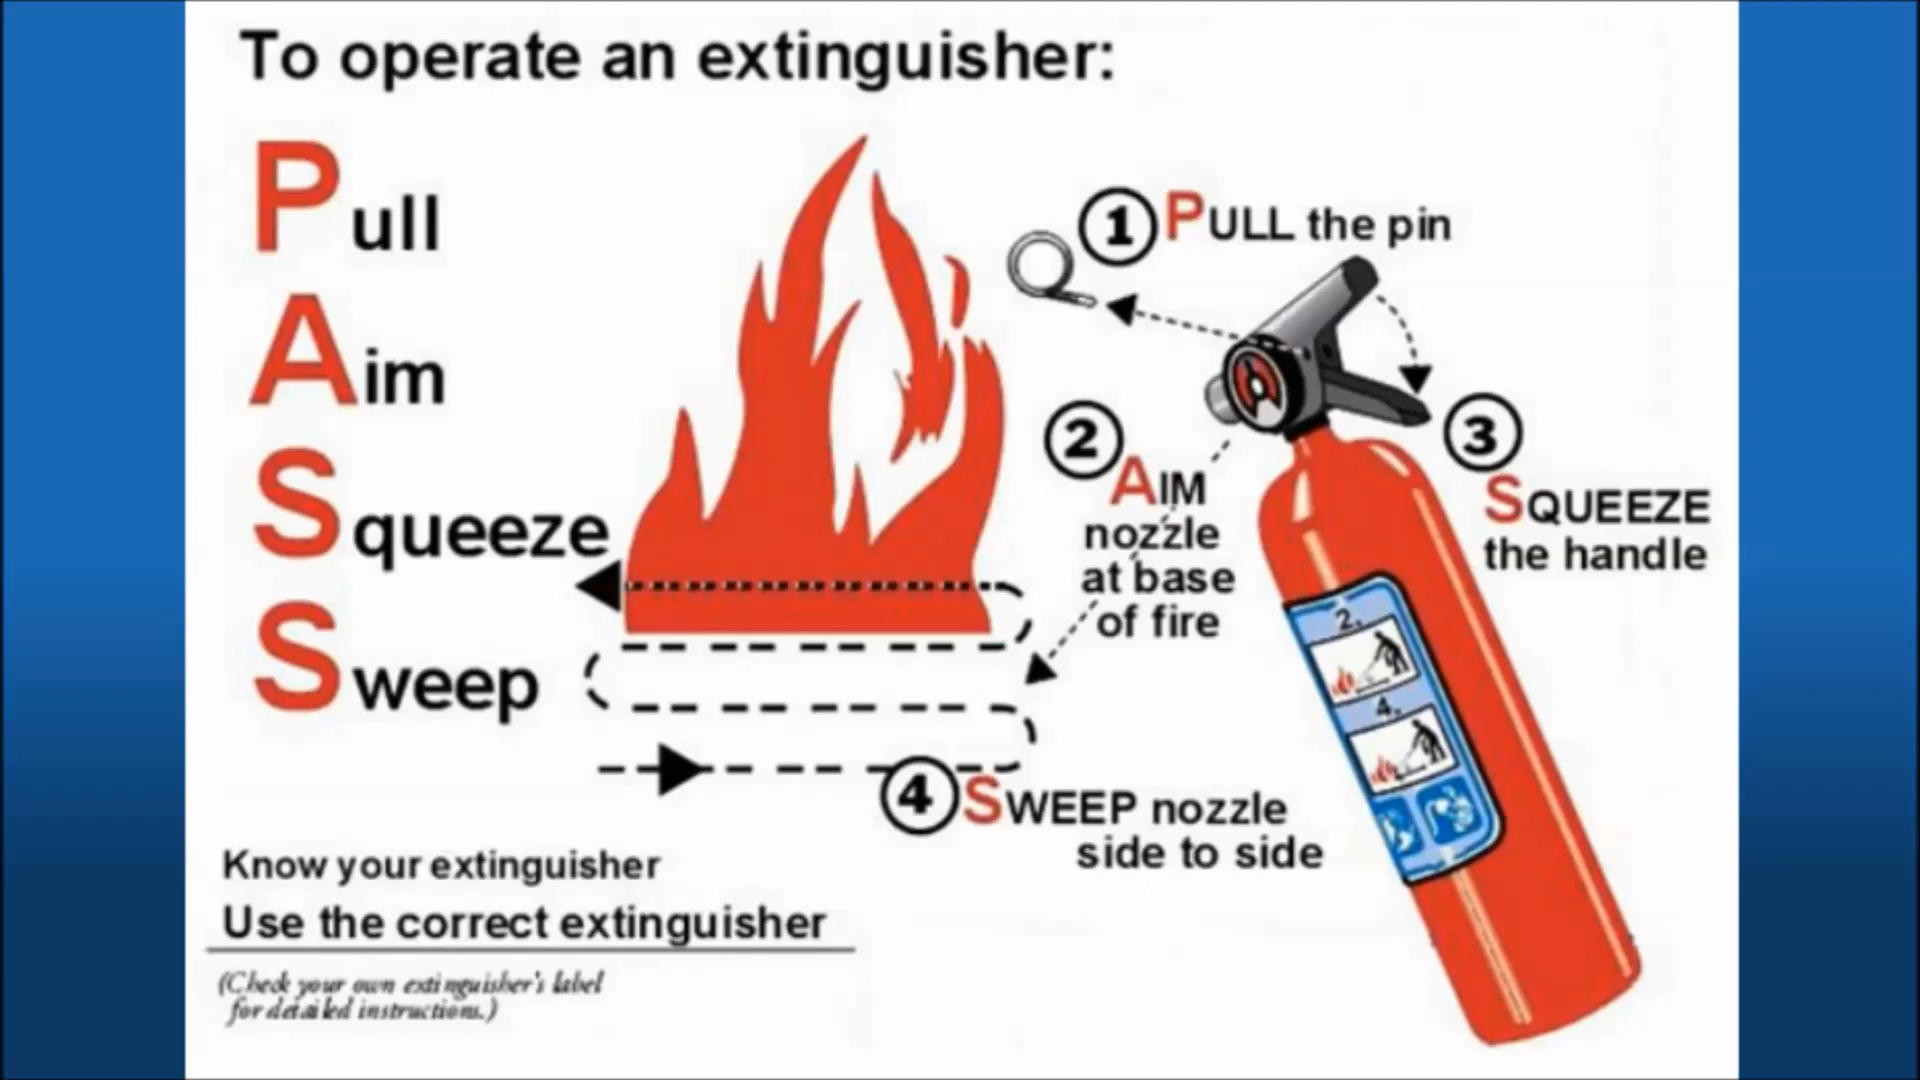 To operate an extinguisher:
Pull
Aim
Squeeze
Sweep
1 PULL the pin
2 AIM
nozzle
at base
of fire
3
SQUEEZE
the handle
4 SWEEP nozzle
side to side
2.
4.
Know your extinguisher
Use the correct extinguisher
(Check your own extinguisher's label
for detailed instructions.)